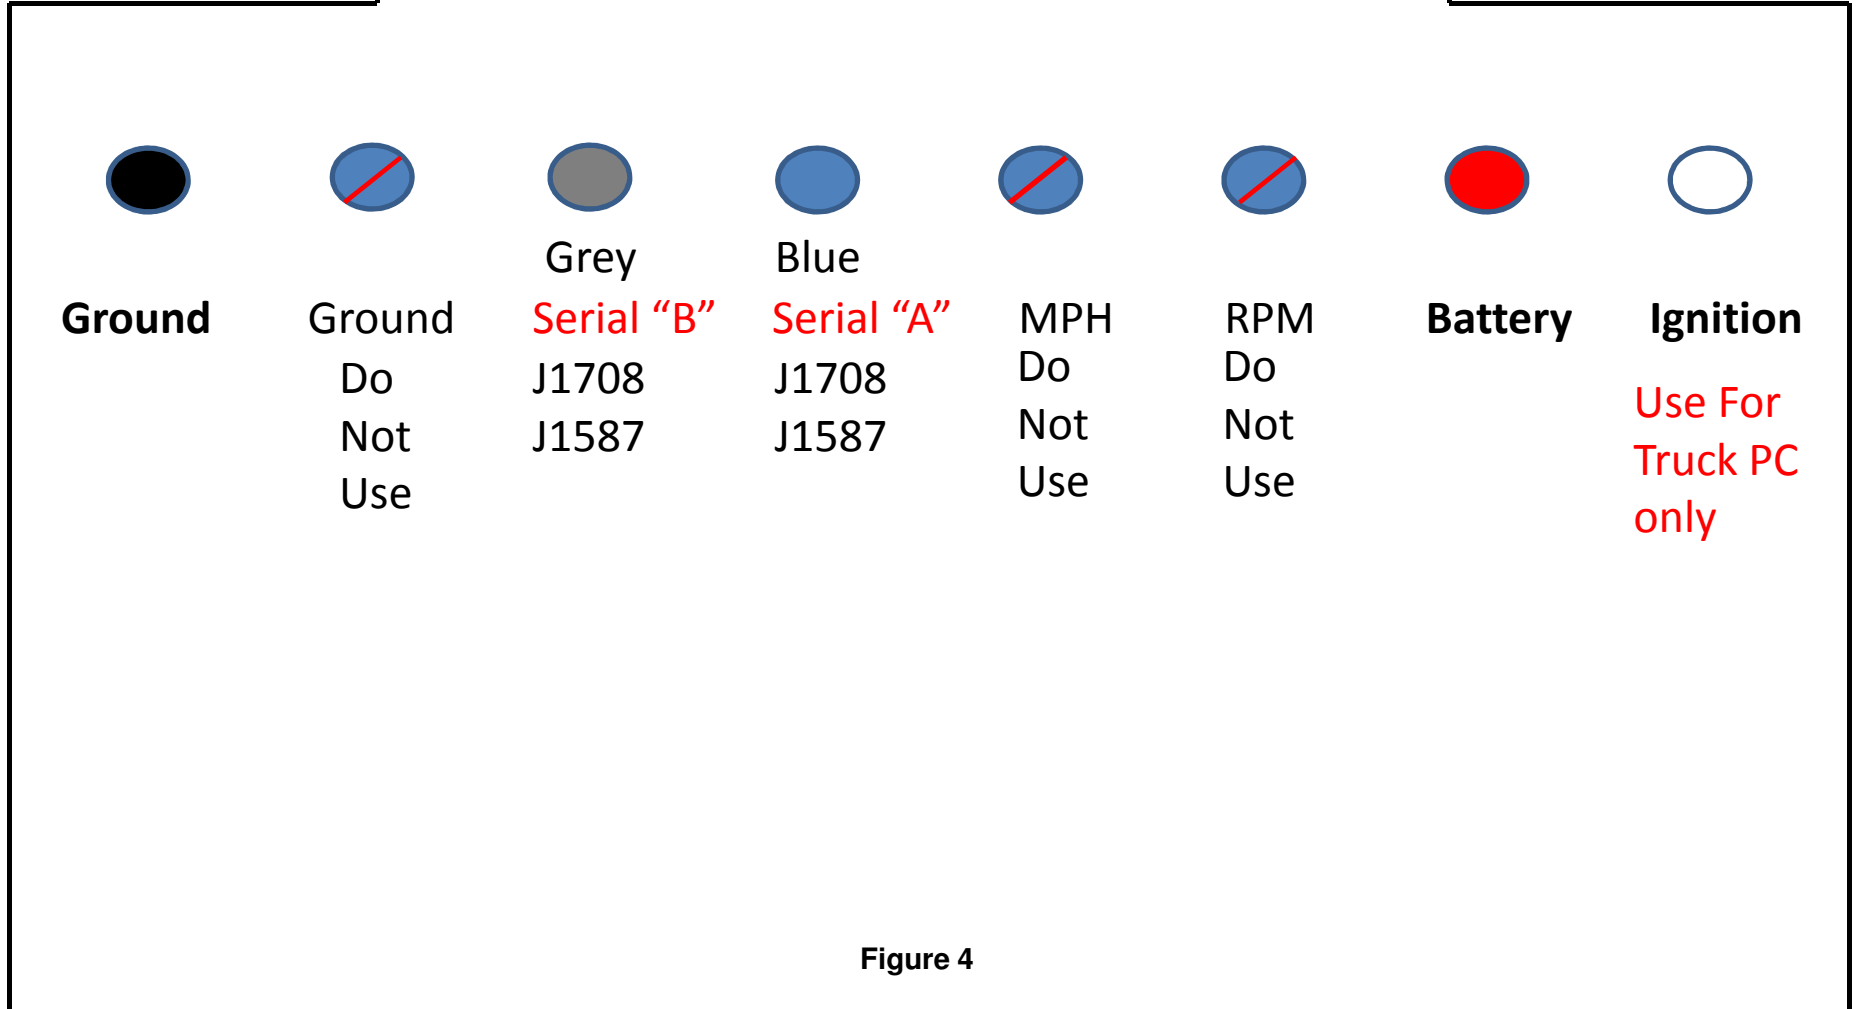 Grey
Blue
Ground
Ground
Serial “B”
Serial “A”
MPH
RPM
Battery
Ignition
Do
Not
Use
J1708
J1587
J1708
J1587
Do
Not
Use
Do
Not
Use
Use For
Truck PC
only
Figure 4